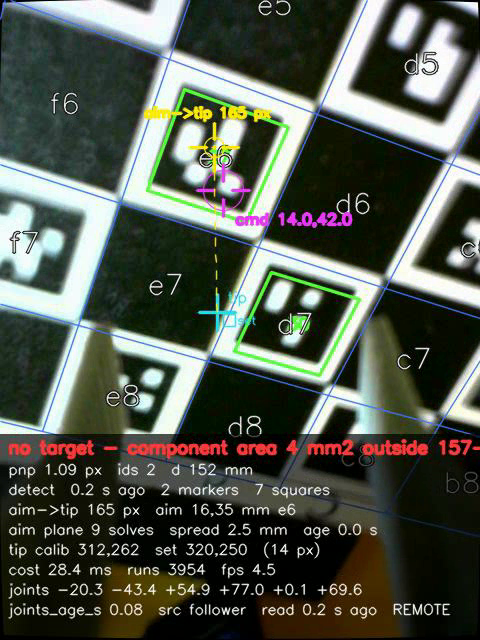 e5
d5
f6
aim->tip 165 px
e6
d6
cmd 14.0,42.0
f7
e7
tip
set
d7
c7
e8
d8
c8
b8
no target - component area 4 mm2 outside 157-
pnp 1.09 px ids 2 d 152 mm
detect 0.2 s ago 2 markers 7 squares
aim->tip 165 px aim 16,35 mm e6
aim plane 9 solves spread 2.5 mm age 0.0 s
tip calib 312,262 set 320,250 (14 px)
cost 28.4 ms runs 3954 fps 4.5
joints -20.3 -43.4 +54.9 +77.0 +0.1 +69.6
joints_age_s 0.08 src follower read 0.2 s ago REMOTE